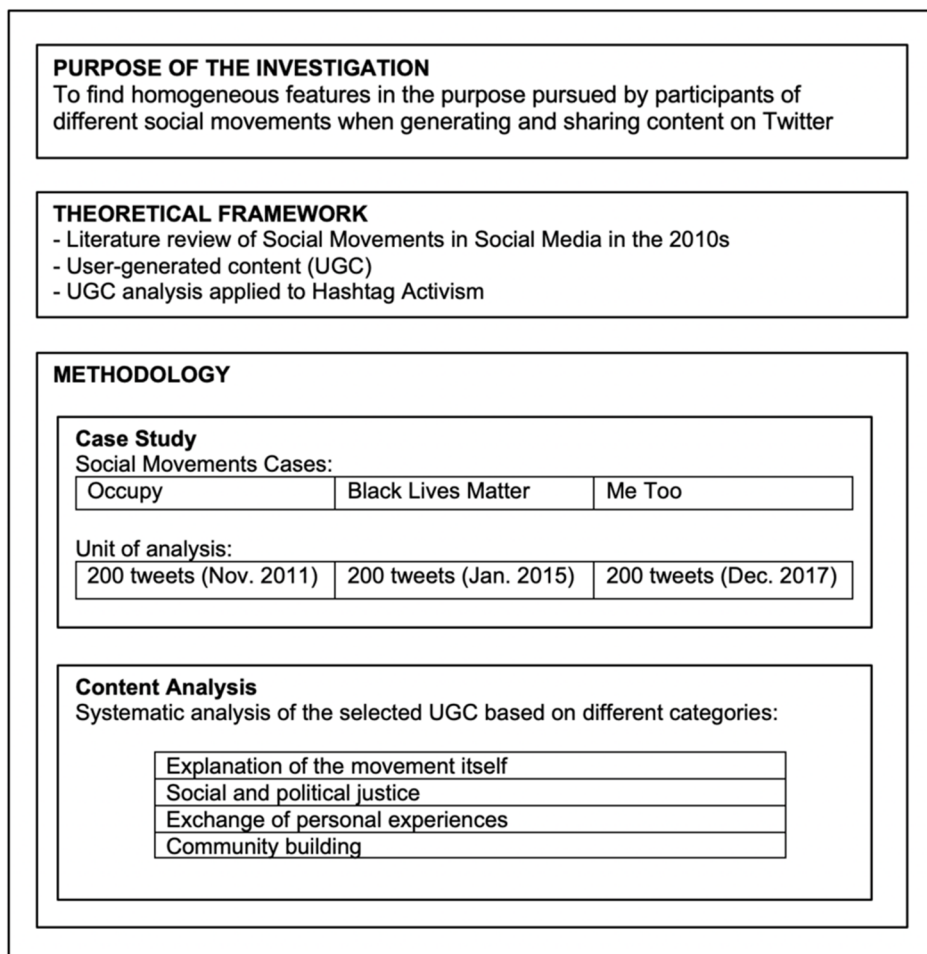 PURPOSE OF THE INVESTIGATION
To find homogeneous features in the purpose pursued by participants of
different social movements when generating and sharing content on Twitter
THEORETICAL FRAMEWORK
- Literature review of Social Movements in Social Media in the 2010s
- User-generated content (UGC)
- UGC analysis applied to Hashtag Activism
METHODOLOGY
Case Study
Social Movements Cases:
Occupy Black Lives Matter Me Too
Unit of analysis:
200 tweets (Nov. 2011) 200 tweets (Jan. 2015) 200 tweets (Dec. 2017)
Content Analysis
Systematic analysis of the selected UGC based on different categories:
Explanation of the movement itself
Social and political justice
Exchange of personal experiences
Community building